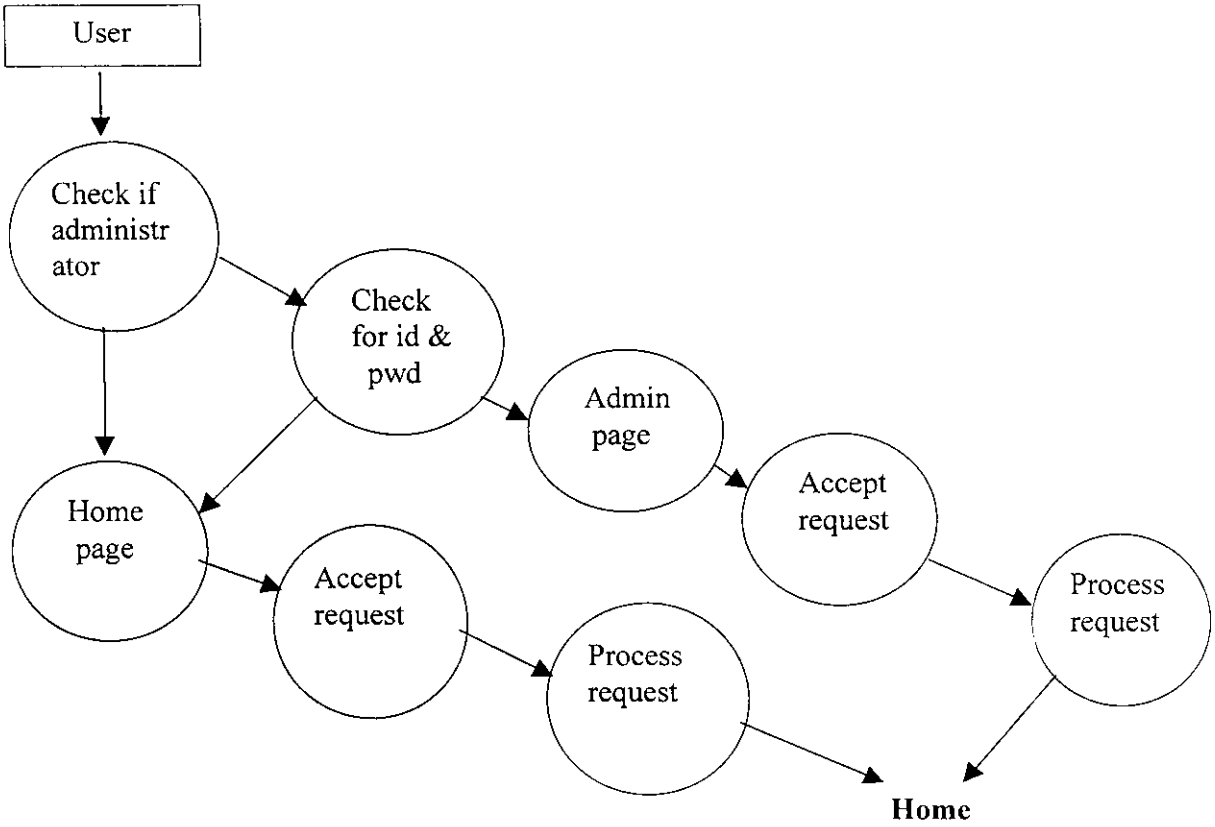 User
Check if
administr
ator
Check
for id &
pwd
Admin
page
Accept
request
Process
request
Home
page
Accept
request
Process
request
Home